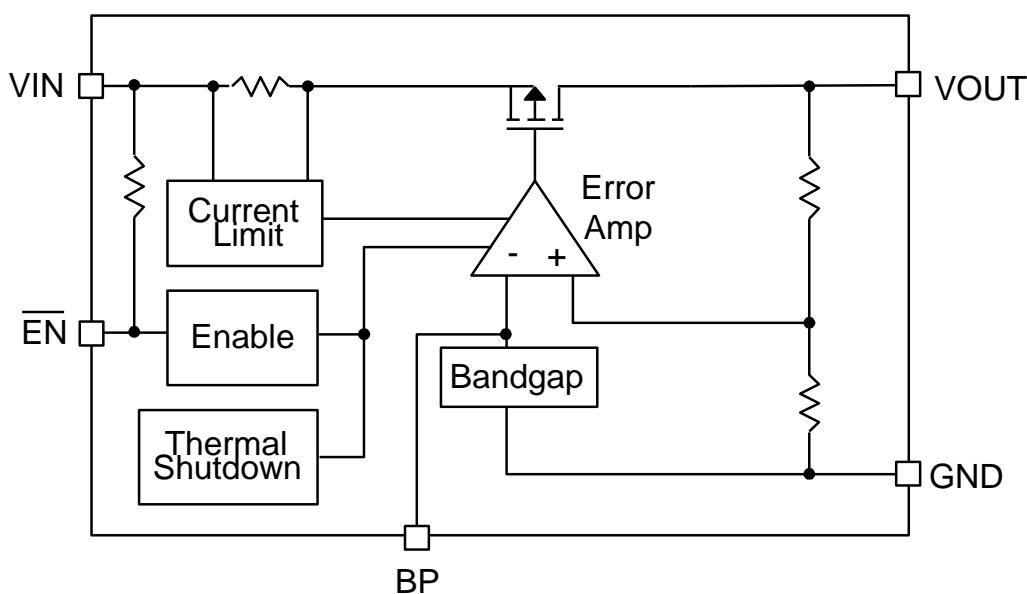 VIN
VOUT
Current
Limit
Error
Amp
- +
EN
Enable
Bandgap
Thermal
Shutdown
GND
BP